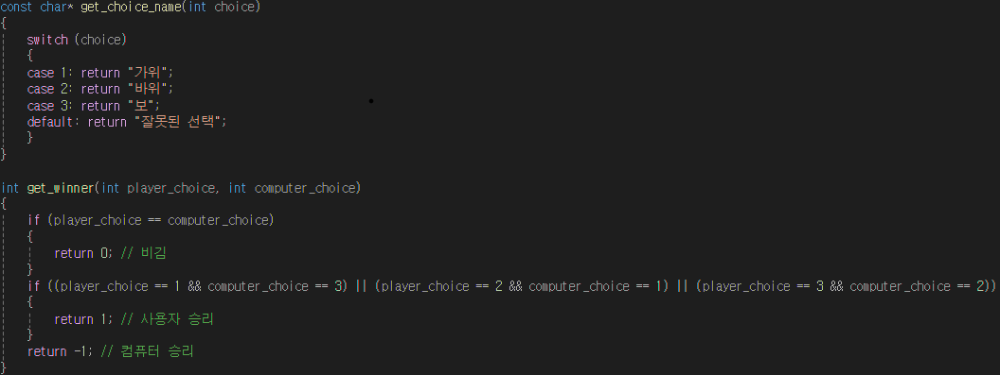 const char* get_choice_name(int choice)
{
switch (choice)
{
case 1: return "가위";
case 2: return "바위";
case 3: return "보";
default: return "잘못된 선택";
}
}
int get_winner(int player_choice, int computer_choice)
{
if (player_choice == computer_choice)
{
return 0; // 비김
}
if ((player_choice == 1 && computer_choice == 3) || (player_choice == 2 && computer_choice == 1) || (player_choice == 3 && computer_choice == 2))
{
return 1; // 사용자 승리
}
return -1; // 컴퓨터 승리
}